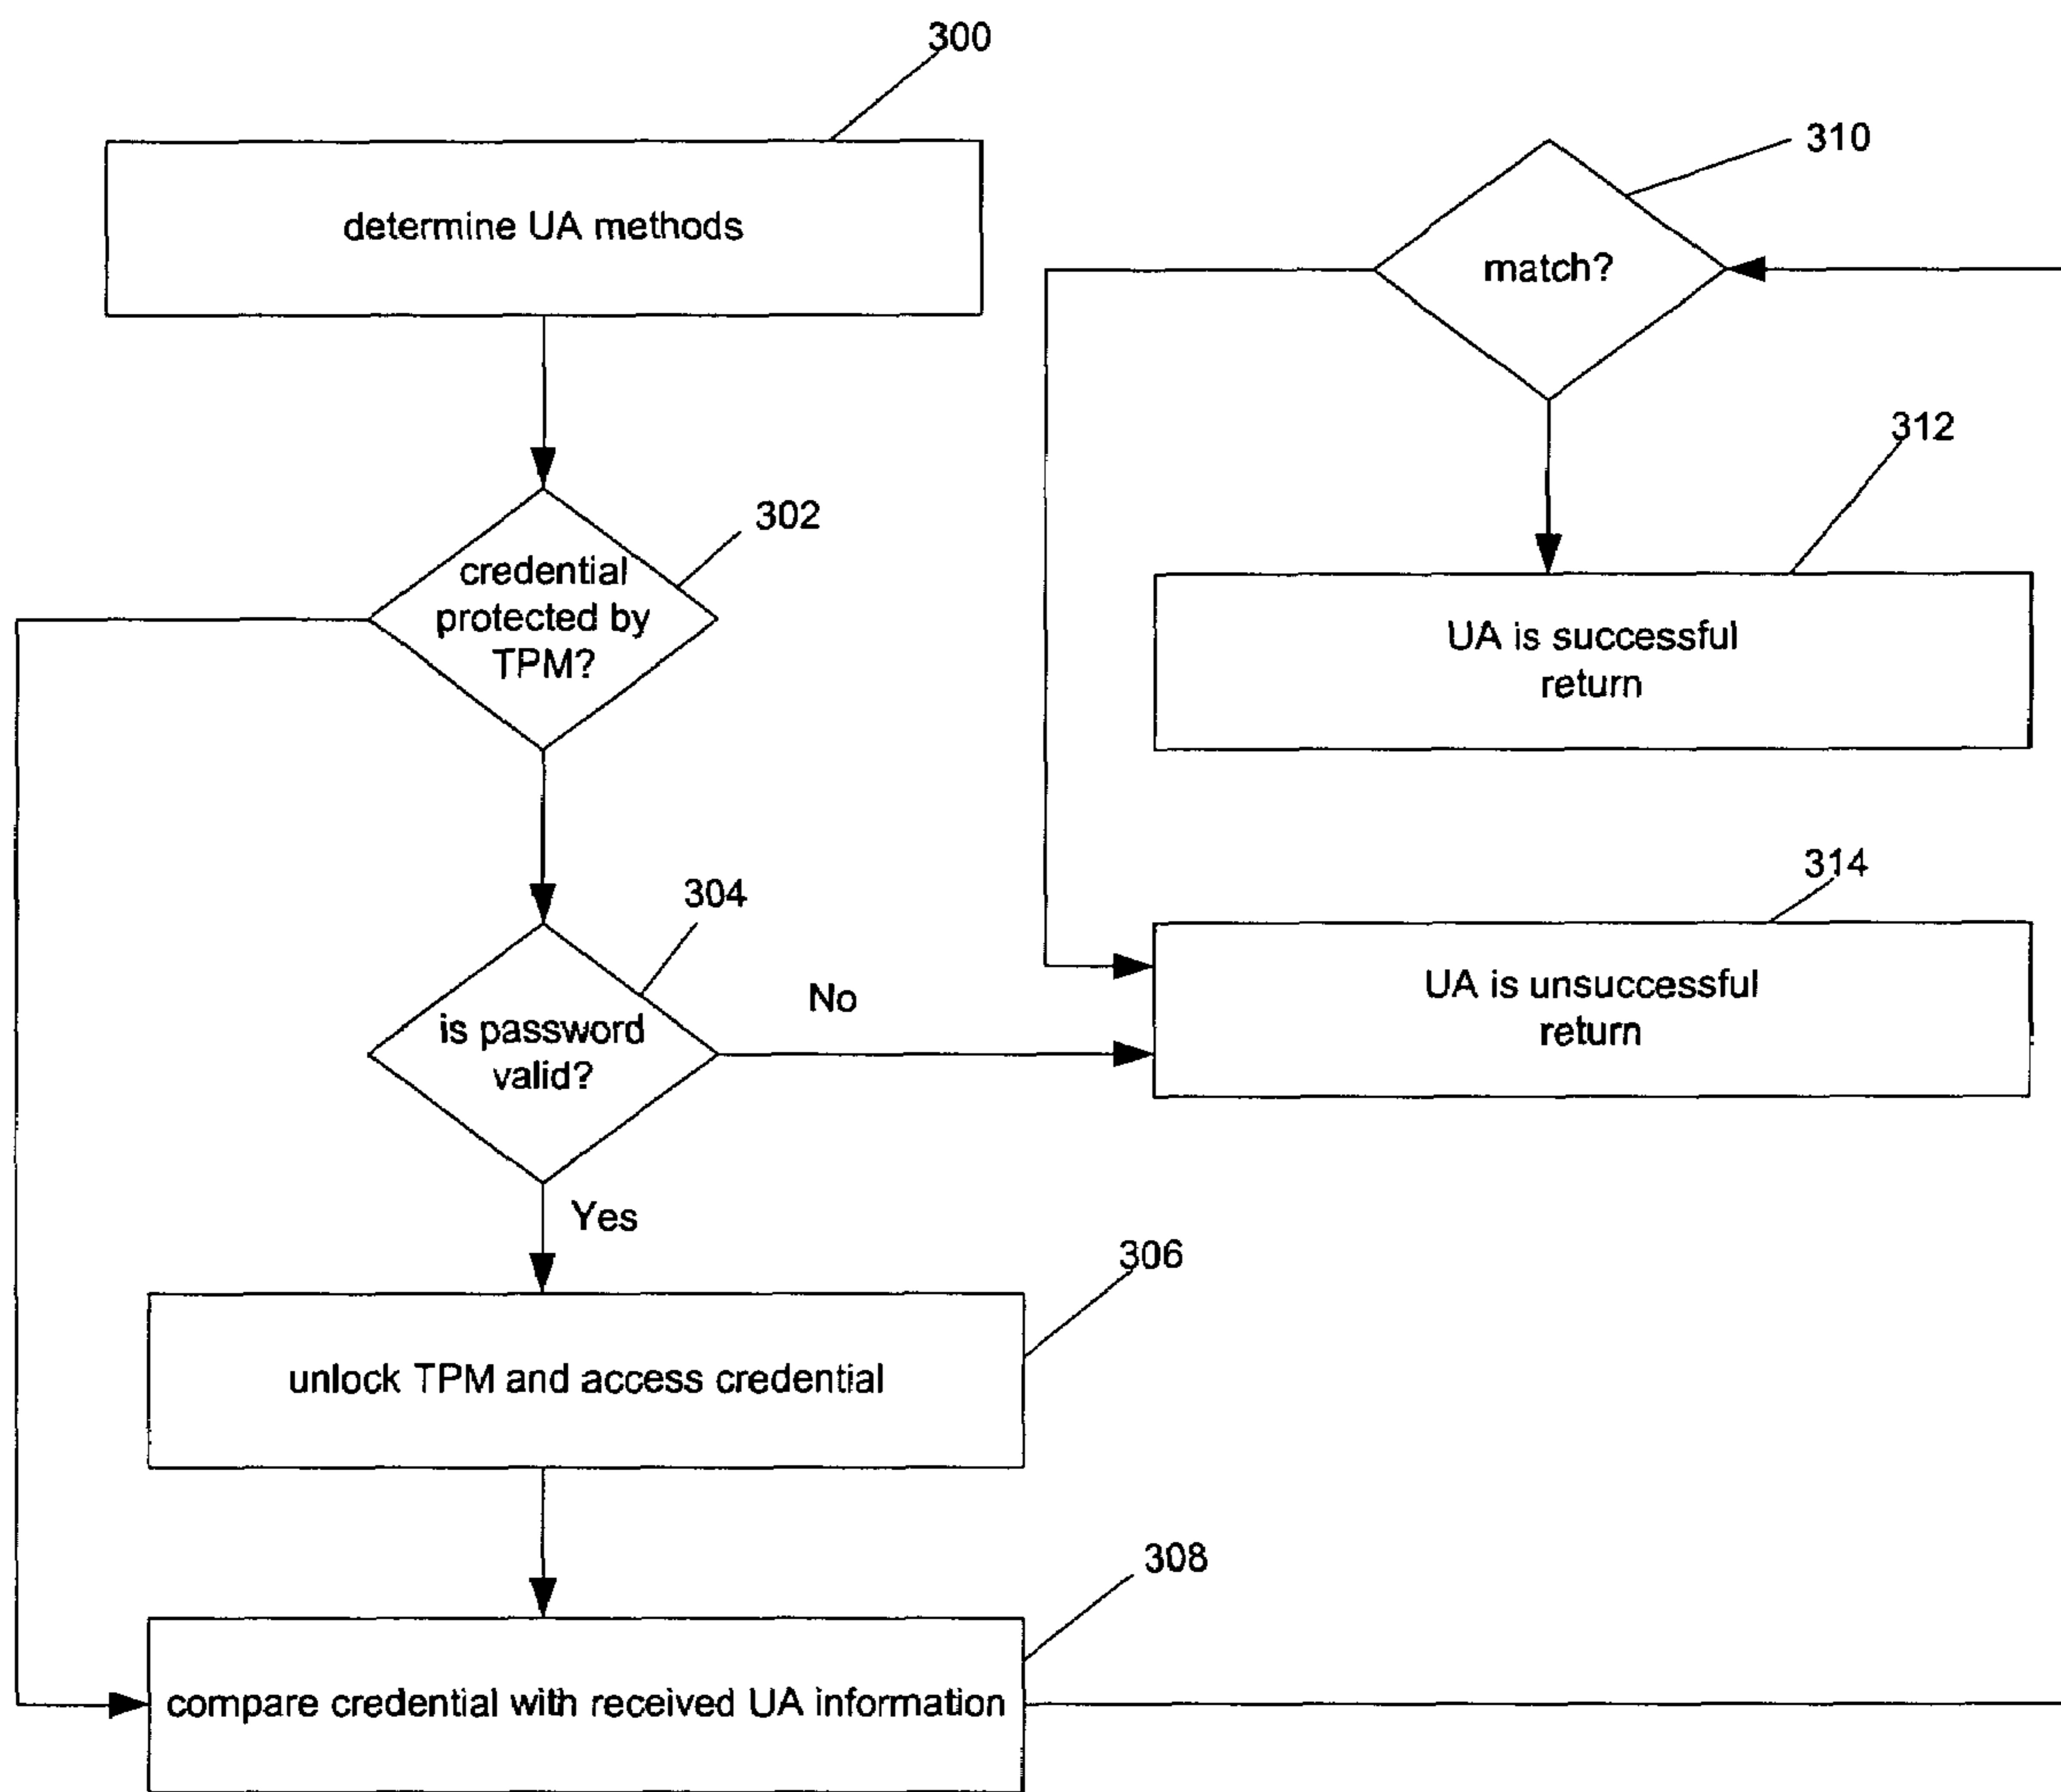 300
determine UA methods
302
credential
protected by
TPM?
304
is password
valid?
No
Yes
306
unlock TPM and access credential
308
compare credential with received UA information
310
match?
312
UA is successful
return
314
UA is unsuccessful
return